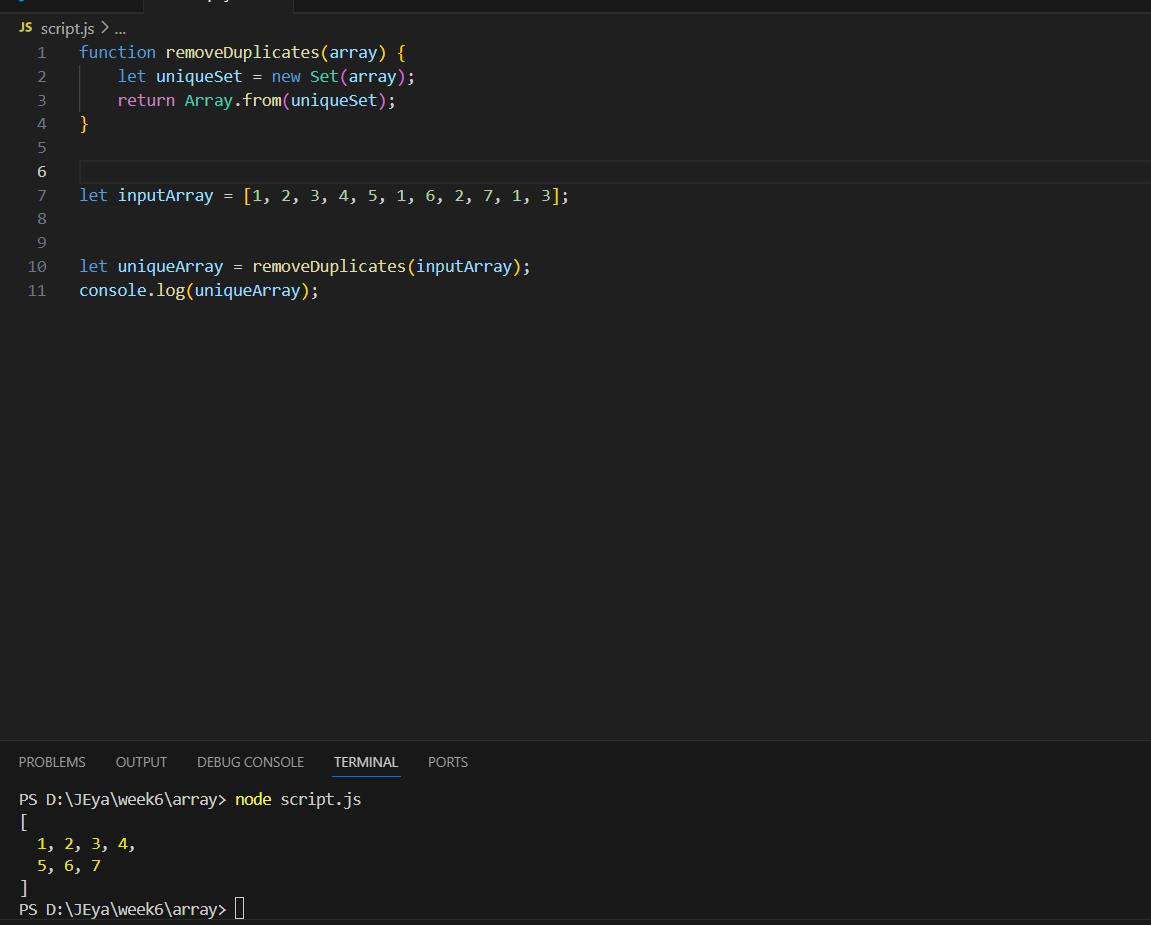 JS script.js > ...
1 function removeDuplicates(array) {
2     let uniqueSet = new Set(array);
3     return Array.from(uniqueSet);
4 }
5
6
7 let inputArray = [1, 2, 3, 4, 5, 1, 6, 2, 7, 1, 3];
8
9
10 let uniqueArray = removeDuplicates(inputArray);
11 console.log(uniqueArray);
PROBLEMS OUTPUT DEBUG CONSOLE TERMINAL PORTS
PS D:\JEya\week6\array> node script.js
[
  1, 2, 3, 4,
  5, 6, 7
]
PS D:\JEya\week6\array>